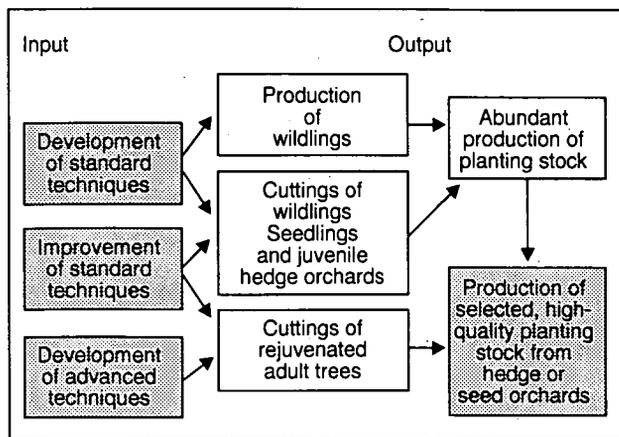 Input
Output
Development
of standard
techniques
Improvement
of standard
techniques
Development
of advanced
techniques
Production
of
wildlings
Cuttings of
wildlings
Seedlings
and juvenile
hedge orchards
Cuttings of
rejuvenated
adult trees
Abundant
production of
planting stock
Production of
selected, high-
quality planting
stock from
hedge or
seed orchards